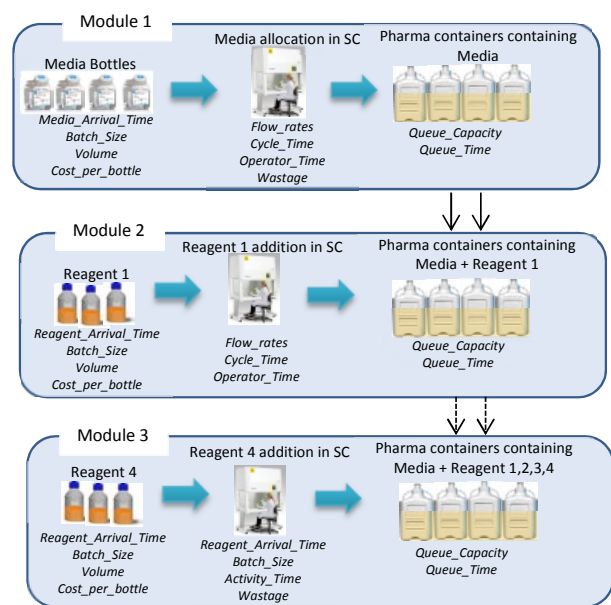 Module 1
Media Bottles
Media_Arrival_Time
Batch_Size
Volume
Cost_per_bottle
Media allocation in SC
Flow_rates
Cycle_Time
Operator_Time
Wastage
Pharma containers containing
Media
Queue_Capacity
Queue_Time
Module 2
Reagent 1
Reagent_Arrival_Time
Batch_Size
Volume
Cost_per_bottle
Reagent 1 addition in SC
Flow_rates
Cycle_Time
Operator_Time
Pharma containers containing
Media + Reagent 1
Queue_Capacity
Queue_Time
Module 3
Reagent 4
Reagent_Arrival_Time
Batch_Size
Volume
Cost_per_bottle
Reagent 4 addition in SC
Reagent_Arrival_Time
Batch_Size
Activity_Time
Wastage
Pharma containers containing
Media + Reagent 1,2,3,4
Queue_Capacity
Queue_Time